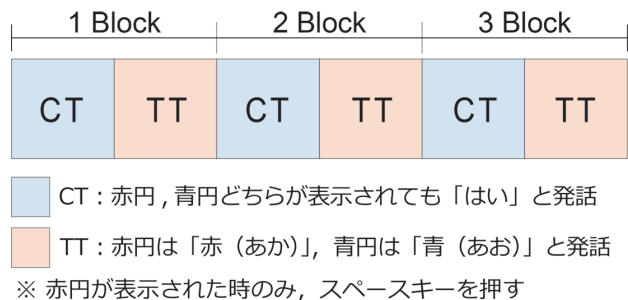 1 Block 2 Block 3 Block
CT TT CT TT CT TT
CT：赤円 , 青円どちらが表示されても「はい」と発話
TT：赤円は「赤（あか）」, 青円は「青（あお）」と発話
※ 赤円が表示された時のみ，スペースキーを押す